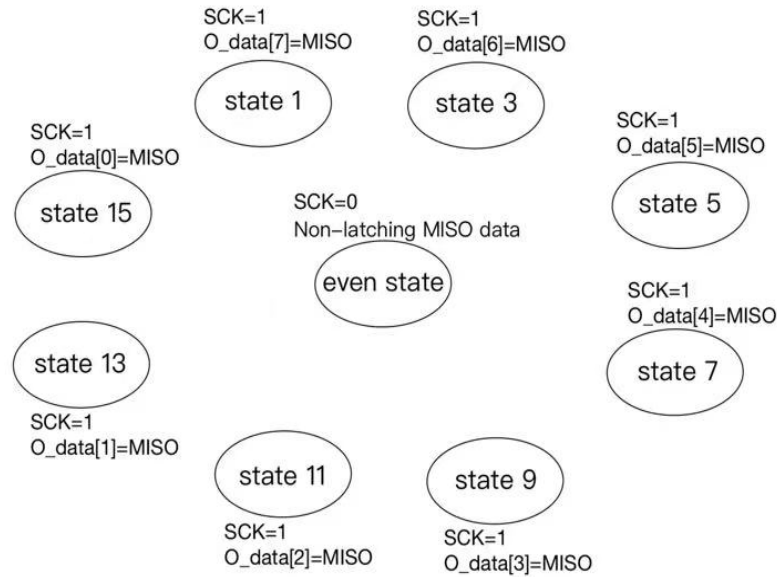 SCK=1
O_data[7]=MISO
state 1
SCK=1
O_data[6]=MISO
state 3
SCK=1
O_data[5]=MISO
state 5
SCK=1
O_data[0]=MISO
state 15
SCK=0
Non-latching MISO data
even state
SCK=1
O_data[4]=MISO
state 7
state 13
SCK=1
O_data[1]=MISO
state 11
SCK=1
O_data[2]=MISO
state 9
SCK=1
O_data[3]=MISO